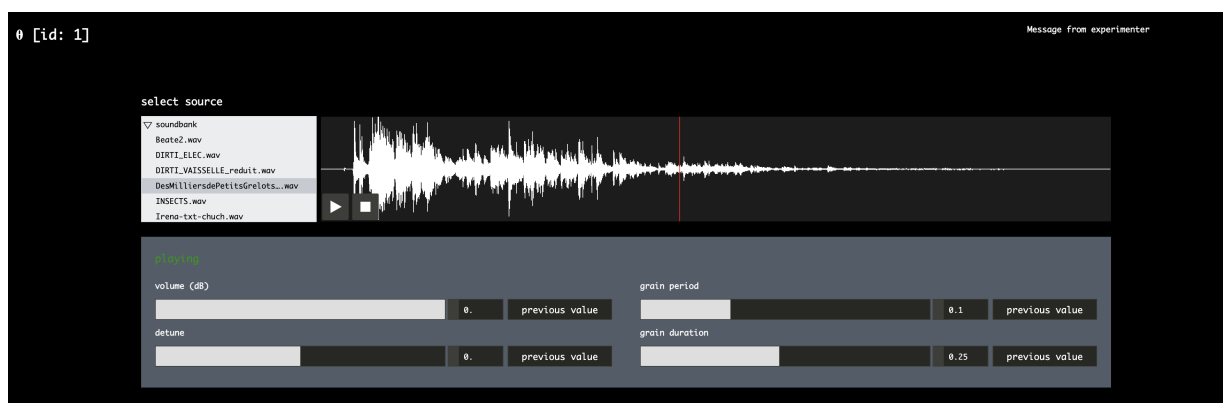 θ [id: 1]
Message from experimenter
select source
▽ soundbank
Beate2.wav
DIRTI_ELEC.wav
DIRTI_VAISSELLE_reduit.wav
DesMilliersdePetitsGrelots….wav
INSECTS.wav
Irena-txt-chuch.wav
playing
volume (dB)
0. previous value
detune
0. previous value
grain period
0.1 previous value
grain duration
0.25 previous value